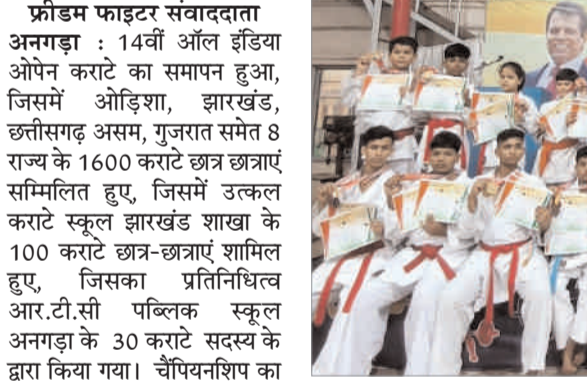 फ्रीडम फाइटर संवाददाता
अनगड़ा : 14वीं ऑल इंडिया
ओपेन कराटे का समापन हुआ,
जिसमें ओड़िशा, झारखंड,
छत्तीसगढ़ असम, गुजरात समेत 8
राज्य के 1600 कराटे छात्र छात्राएं
सम्मिलित हुए, जिसमें उत्कल
कराटे स्कूल झारखंड शाखा के
100 कराटे छात्र-छात्राएं शामिल
हुए, जिसका प्रतिनिधित्व
आर.टी.सी पब्लिक स्कूल
अनगड़ा के 30 कराटे सदस्य के
द्वारा किया गया। चैंपियनशिप का